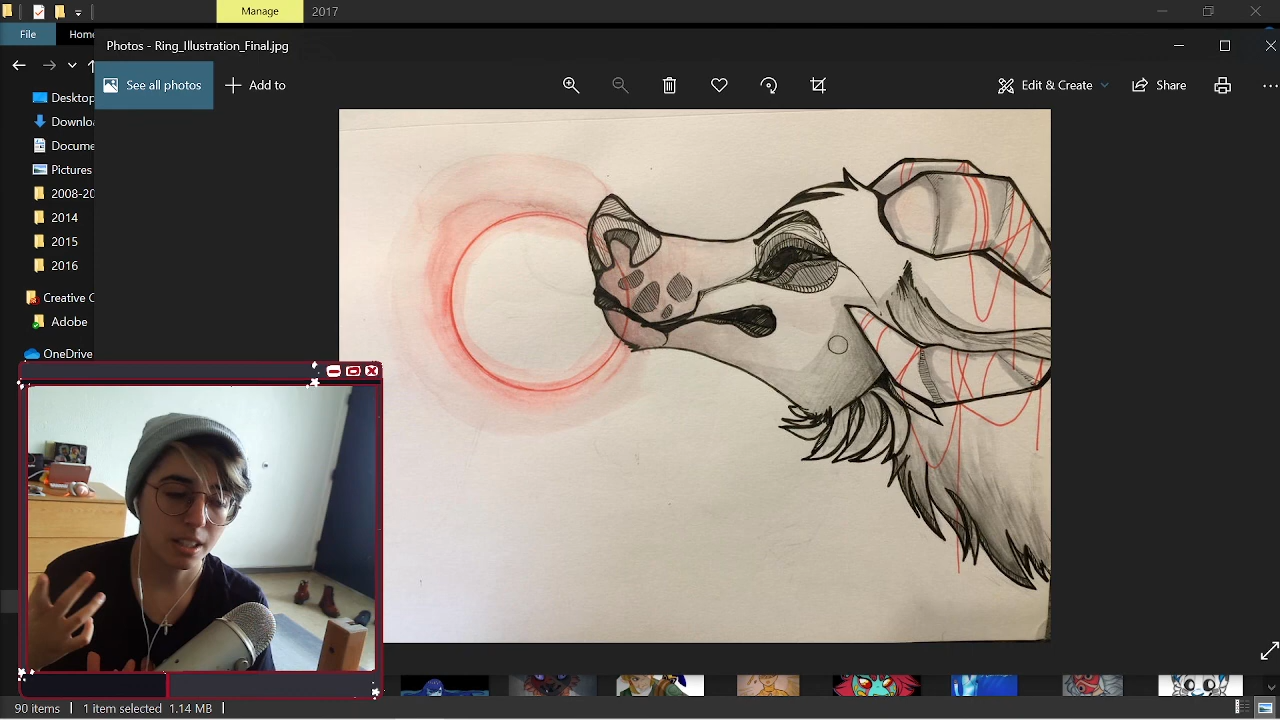 Manage
2017
File
Home
Photos - Ring_Illustration_Final.jpg
See all photos
Add to
Edit & Create
Share
Desktop
Downlo
Docume
Pictures
2008-20
2014
2015
2016
Creative C
Adobe
OneDrive
90 items
1 item selected
1.14 MB